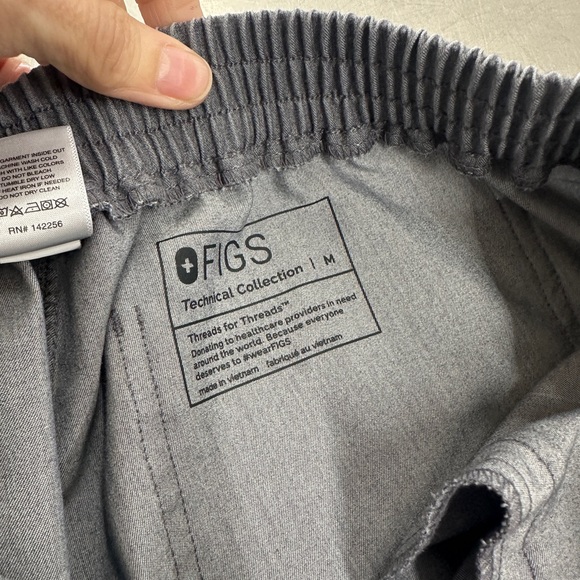 GARMENT INSIDE OUT
MACHINE WASH COLD
WITH LIKE COLORS
DO NOT BLEACH
TUMBLE DRY LOW
HEAT IRON IF NEEDED
DO NOT DRY CLEAN
RN# 142256
FIGS
Technical Collection | M
Threads for Threads™
Donating to healthcare providers in need
around the world. Because everyone
deserves to #wearFIGS
made in vietnam fabriqué au vietnam